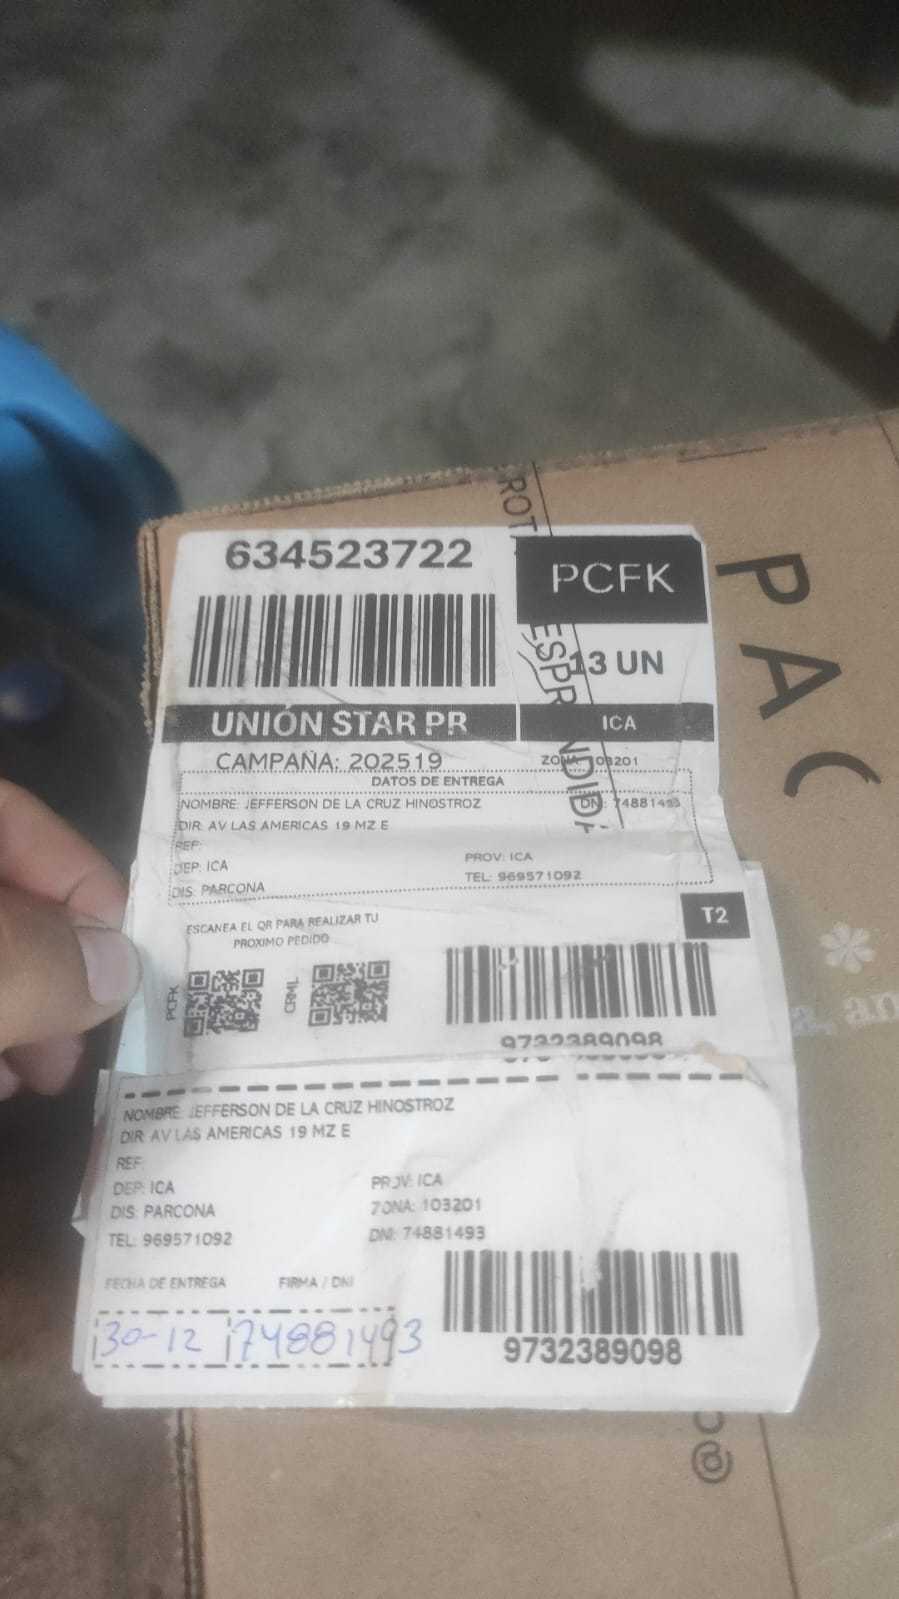 634523722
PCFK
13 UN
UNIÓN STAR PR
ICA
CAMPAÑA: 202519
ZONA: 103201
DATOS DE ENTREGA
NOMBRE: JEFFERSON DE LA CRUZ HINOSTROZ
DNI: 74881493
DIR: AV LAS AMERICAS 19 MZ E
REF:
DEP: ICA
PROV: ICA
DIS: PARCONA
TEL: 969571092
T2
ESCANEA EL QR PARA REALIZAR TU
PROXIMO PEDIDO
PCFK
CRML
9732389098
NOMBRE: JEFFERSON DE LA CRUZ HINOSTROZ
DIR: AV LAS AMERICAS 19 MZ E
REF:
DEP: ICA
PROV: ICA
DIS: PARCONA
ZONA: 103201
TEL: 969571092
DNI: 74881493
FECHA DE ENTREGA
FIRMA / DNI
30-12
74881493
9732389098
PAC
@